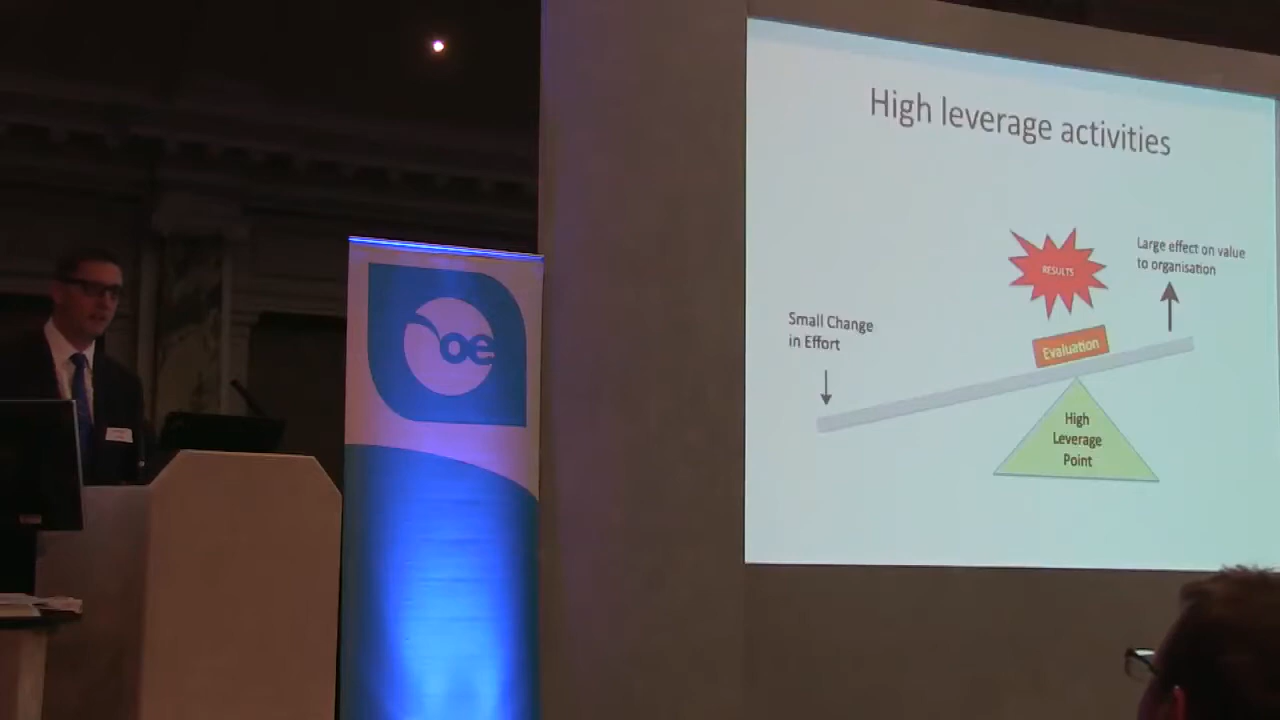 High leverage activities
RESULTS
Large effect on value
to organisation
Small Change
in Effort
Evaluation
High
Leverage
Point
oe